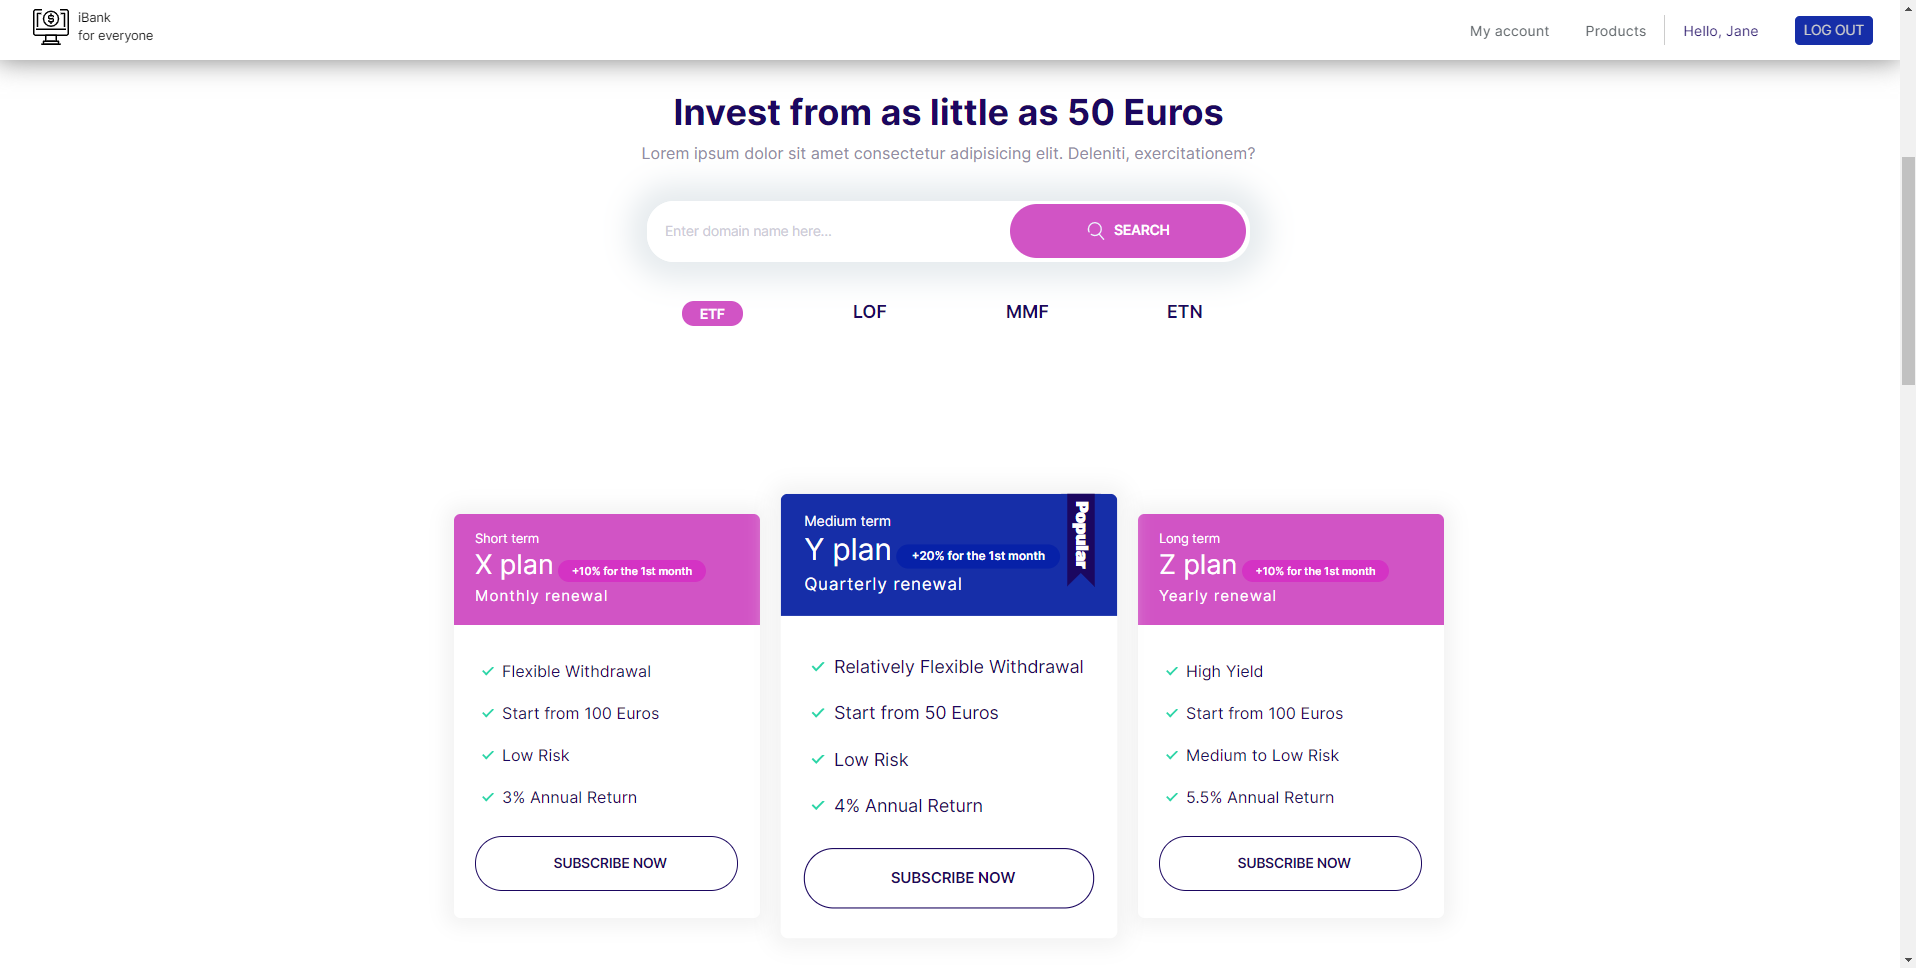 iBank
for everyone
My account
Products
Hello, Jane
LOG OUT
Invest from as little as 50 Euros
Lorem ipsum dolor sit amet consectetur adipisicing elit. Deleniti, exercitationem?
Enter domain name here...
SEARCH
ETF
LOF
MMF
ETN
Short term
X plan +10% for the 1st month
Monthly renewal
Flexible Withdrawal
Start from 100 Euros
Low Risk
3% Annual Return
SUBSCRIBE NOW
Popular
Medium term
Y plan +20% for the 1st month
Quarterly renewal
Relatively Flexible Withdrawal
Start from 50 Euros
Low Risk
4% Annual Return
SUBSCRIBE NOW
Long term
Z plan +10% for the 1st month
Yearly renewal
High Yield
Start from 100 Euros
Medium to Low Risk
5.5% Annual Return
SUBSCRIBE NOW